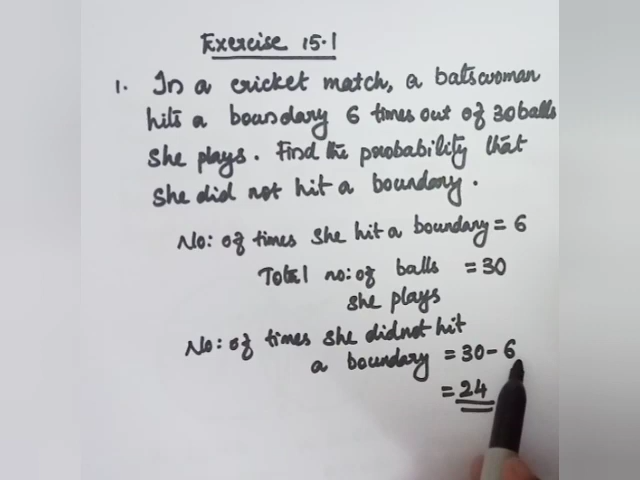 Exercise 15.1
1. In a cricket match, a batswoman
hits a boundary 6 times out of 30 balls
she plays. Find the probability that
she did not hit a boundary.
No: of times she hit a boundary = 6
Total no: of balls = 30
she plays
No: of times she didnot hit
a boundary = 30 - 6
= 24